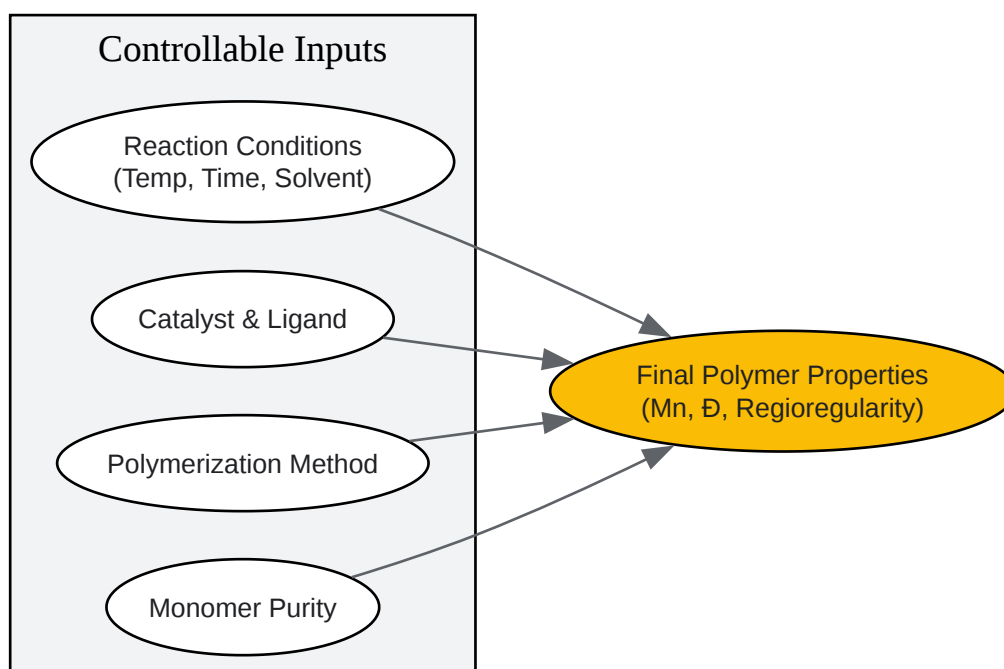 Controllable Inputs
Reaction Conditions
(Temp, Time, Solvent)
Catalyst & Ligand
Polymerization Method
Monomer Purity
Final Polymer Properties
(Mn, Đ, Regioregularity)